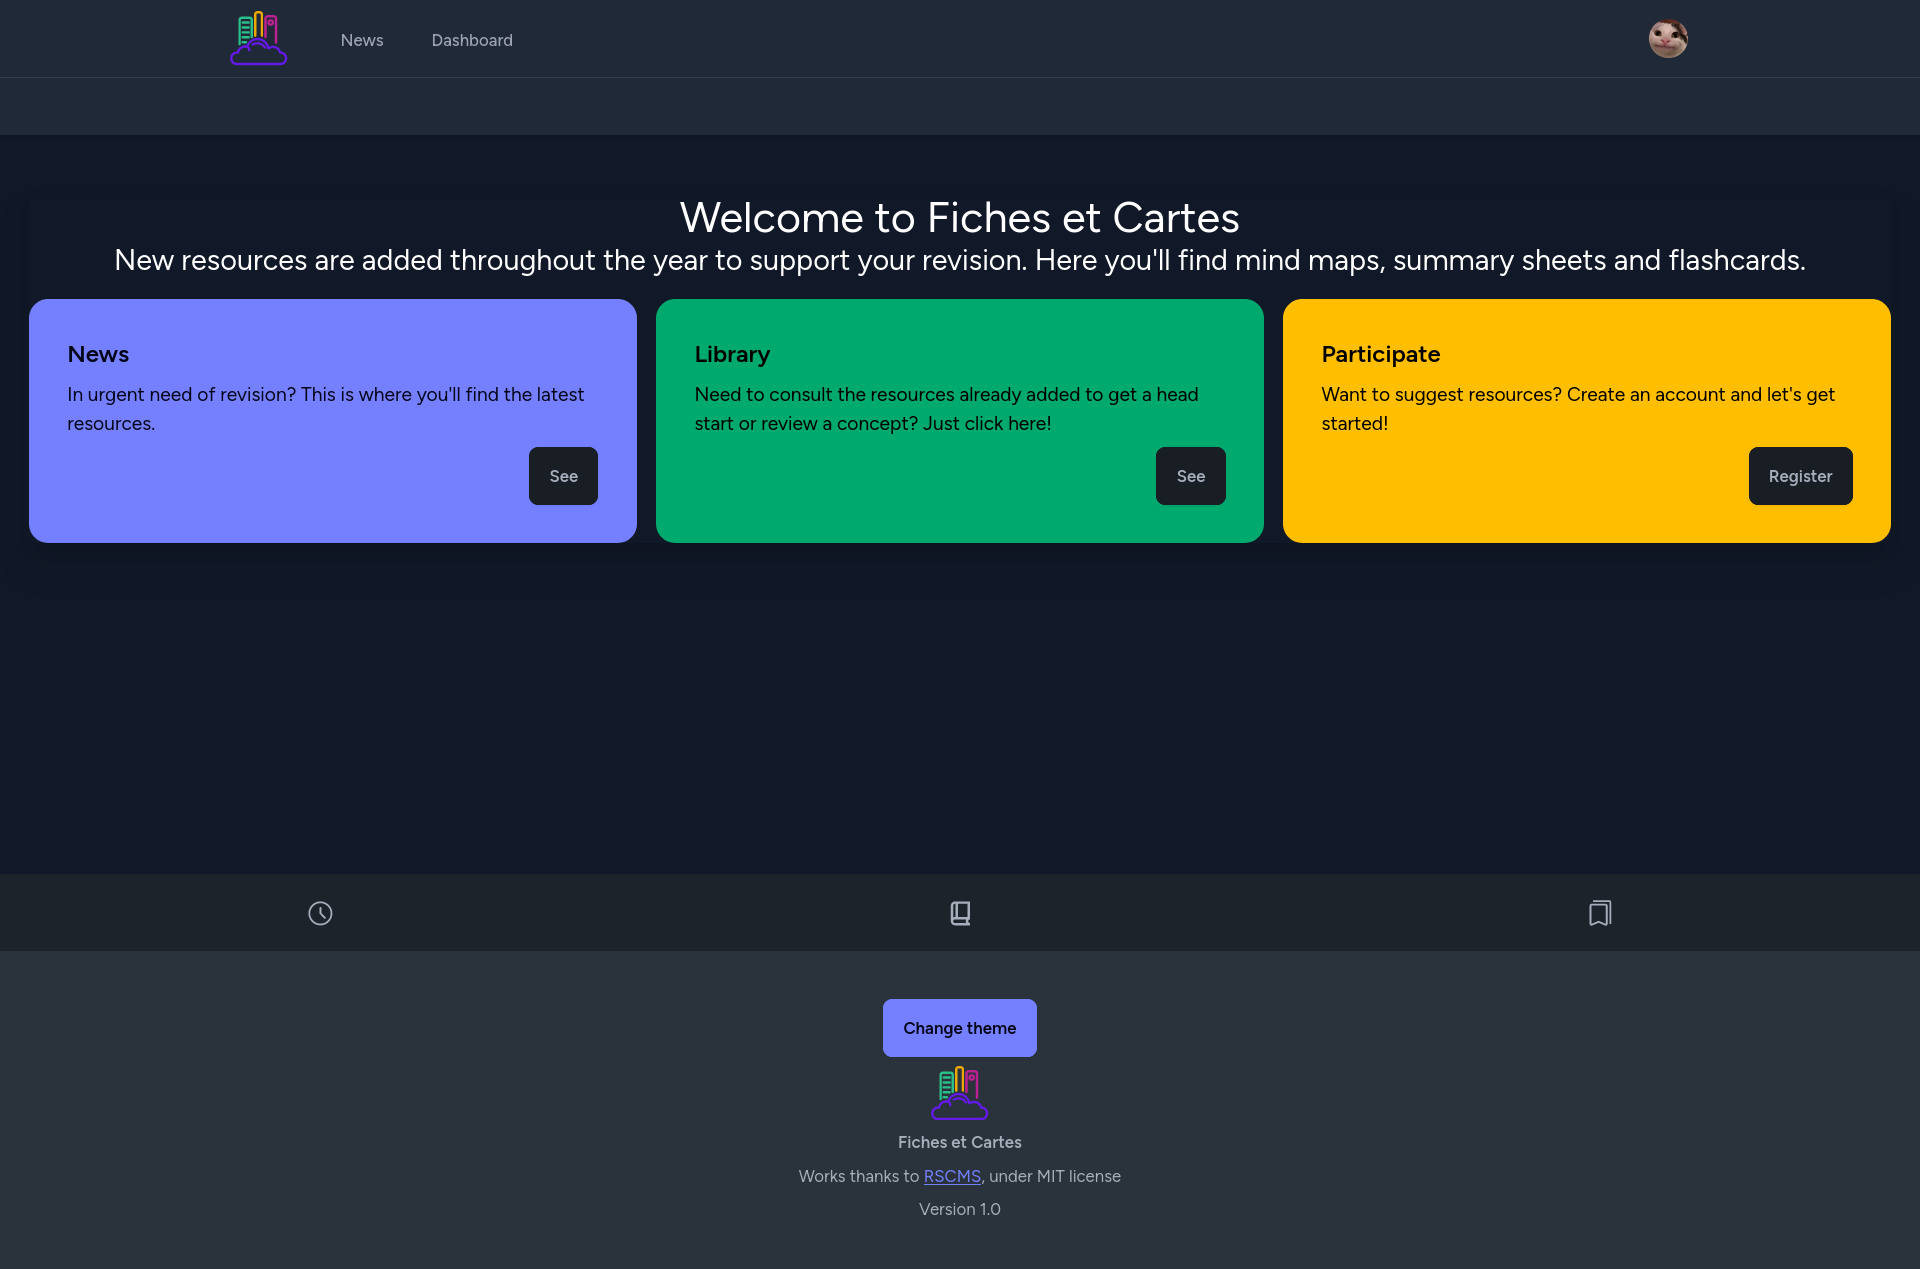 News
Dashboard
Welcome to Fiches et Cartes
New resources are added throughout the year to support your revision. Here you'll find mind maps, summary sheets and flashcards.
News
In urgent need of revision? This is where you'll find the latest
resources.
See
Library
Need to consult the resources already added to get a head
start or review a concept? Just click here!
See
Participate
Want to suggest resources? Create an account and let's get
started!
Register
Change theme
Fiches et Cartes
Works thanks to RSCMS, under MIT license
Version 1.0